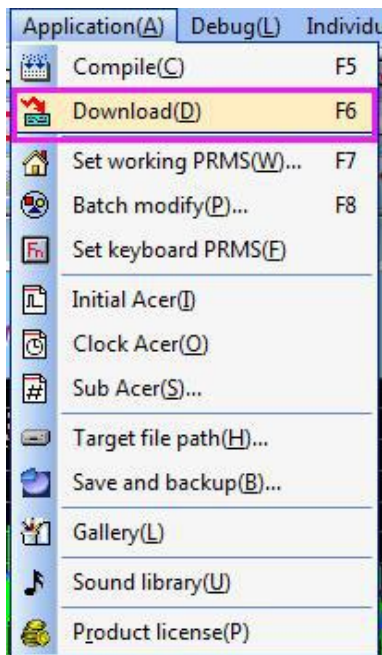 Application(A) Debug(L) Individu
Compile(C) F5
Download(D) F6
Set working PRMS(W)... F7
Batch modify(P)... F8
Fn Set keyboard PRMS(F)
Initial Acer(I)
Clock Acer(O)
# Sub Acer(S)...
Target file path(H)...
Save and backup(B)...
Gallery(L)
Sound library(U)
Product license(P)